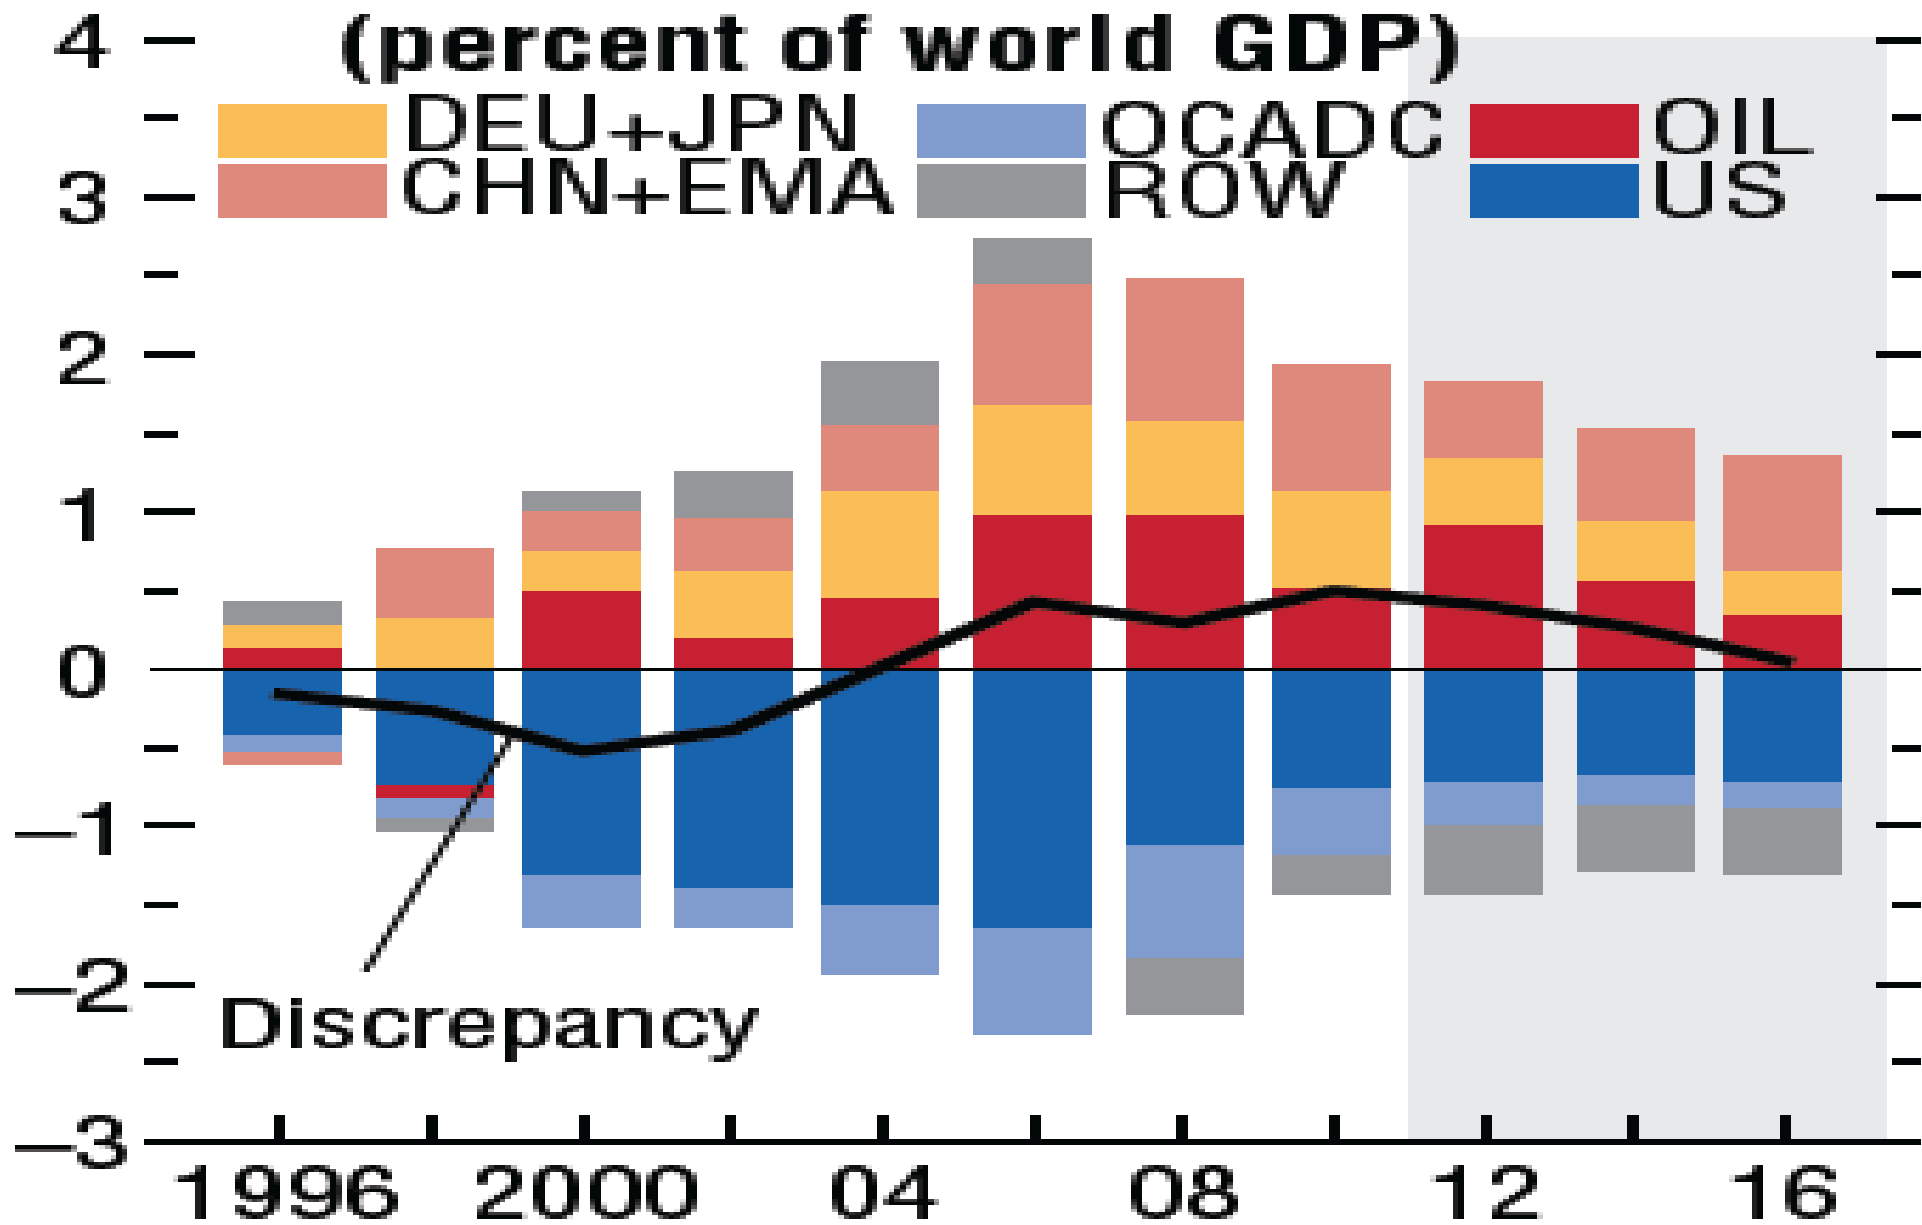 (percent of world GDP)
DEU+JPN OCADC OIL
CHN+EMA ROW US
4
3
2
1
0
–1
–2
–3
Discrepancy
1996 2000 04 08 12 16